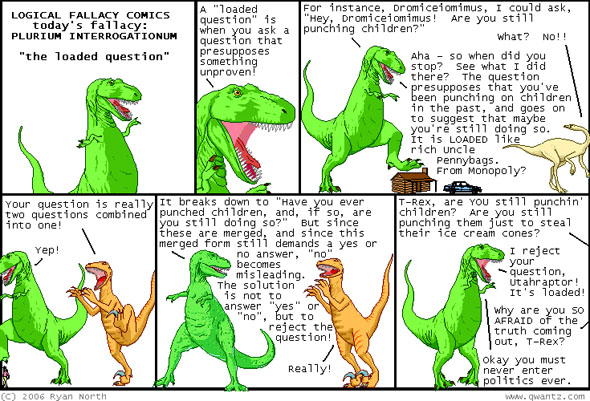 LOGICAL FALLACY COMICS
today's fallacy:
PLURIUM INTERROGATIONUM
"the loaded question"
A "loaded
question" is
when you ask a
question that
presupposes
something
unproven!
For instance, Dromiceiomimus, I could ask,
"Hey, Dromiceiomimus! Are you still
punching children?"
What? No!!
Aha - so when did you
stop? See what I did
there? The question
presupposes that you've
been punching on children
in the past, and goes on
to suggest that maybe
you're still doing so.
It is LOADED like
rich Uncle
Pennybags.
From Monopoly?
Your question is really
two questions combined
into one!
Yep!
It breaks down to "Have you ever
punched children, and, if so, are
you still doing so?" But since
these are merged, and since this
merged form still demands a yes or
no answer, "no"
becomes
misleading.
The solution
is not to
answer "yes" or
"no", but to
reject the
question!
Really!
T-Rex, are YOU still punchin'
children? Are you still
punching them just to steal
their ice cream cones?
I reject
your
question,
Utahraptor!
It's loaded!
Why are you SO
AFRAID of the
truth coming
out, T-Rex?
Okay you must
never enter
politics ever.
(C) 2006 Ryan North
www.qwantz.com